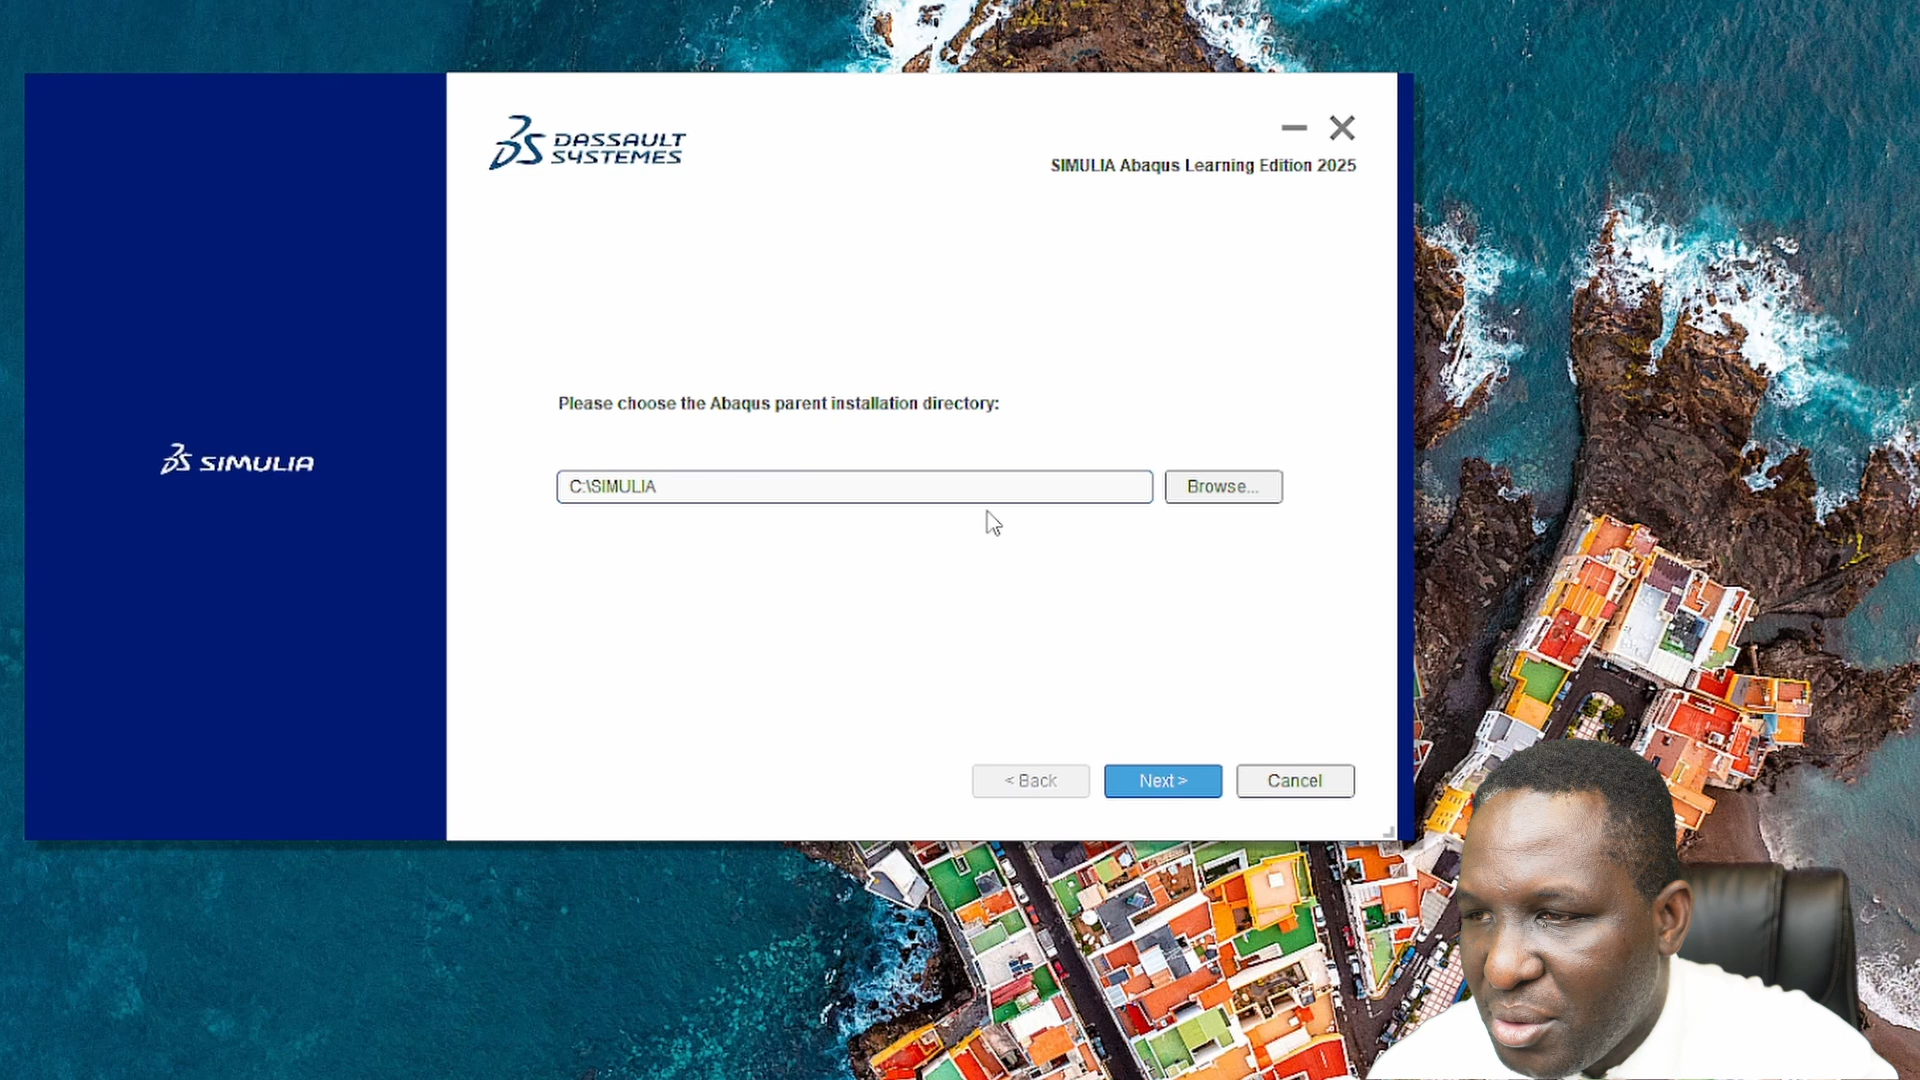 SIMULIA
DASSAULT
SYSTEMES
SIMULIA Abaqus Learning Edition 2025
Please choose the Abaqus parent installation directory:
C:\SIMULIA
Browse...
< Back
Next >
Cancel